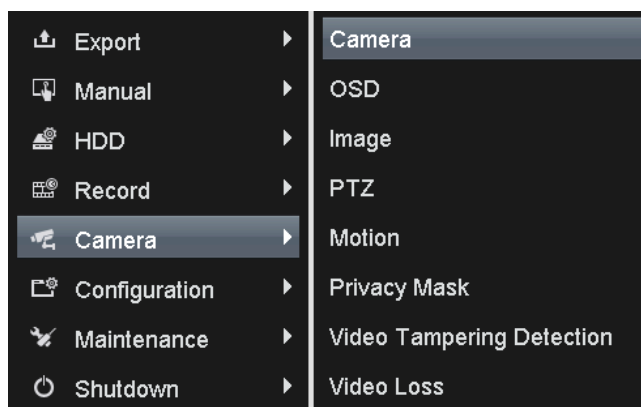 Export
Manual
HDD
Record
Camera
Configuration
Maintenance
Shutdown
Camera
OSD
Image
PTZ
Motion
Privacy Mask
Video Tampering Detection
Video Loss